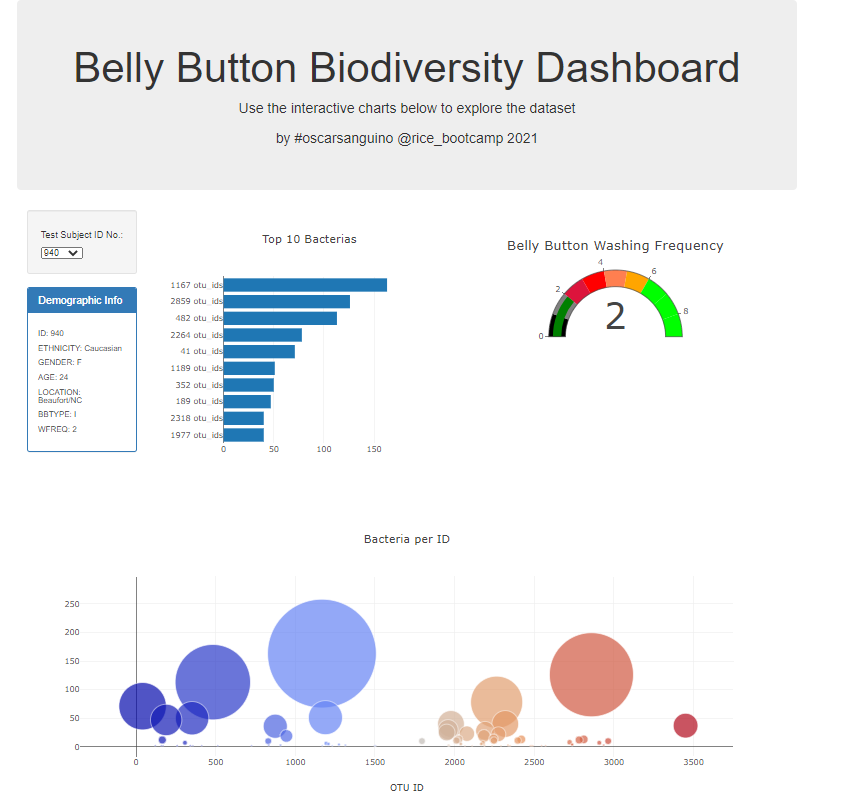 Belly Button Biodiversity Dashboard
Use the interactive charts below to explore the dataset
by #oscarsanguino @rice_bootcamp 2021
Test Subject ID No.:
940
Demographic Info
ID: 940
ETHNICITY: Caucasian
GENDER: F
AGE: 24
LOCATION:
Beaufort/NC
BBTYPE: I
WFREQ: 2
Top 10 Bacterias
1167 otu_ids
2859 otu_ids
482 otu_ids
2264 otu_ids
41 otu_ids
1189 otu_ids
352 otu_ids
189 otu_ids
2318 otu_ids
1977 otu_ids
0 50 100 150
Belly Button Washing Frequency
0 2 4 6 8
2
Bacteria per ID
250
200
150
100
50
0
0 500 1000 1500 2000 2500 3000 3500
OTU ID